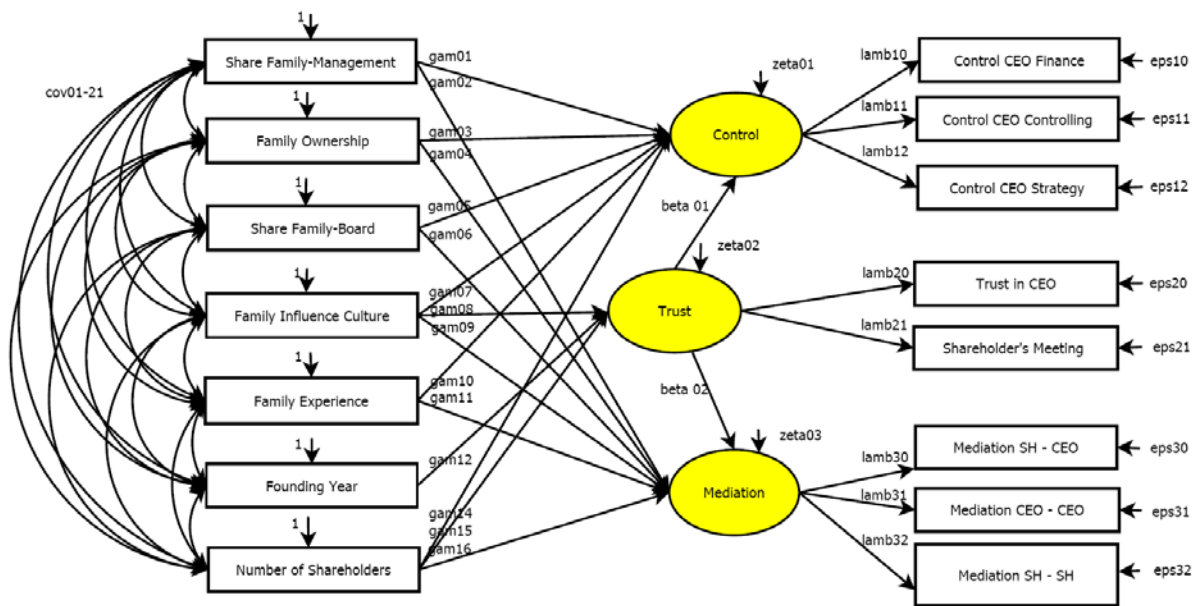 1
Share Family-Management
cov01-21
gam01
gam02
1
Family Ownership
gam03
gam04
1
Share Family-Board
gam05
gam06
1
Family Influence Culture
gam07
gam08
gam09
1
Family Experience
gam10
gam11
1
Founding Year
gam12
1
Number of Shareholders
gam14
gam15
gam16
zeta01
Control
beta 01
zeta02
Trust
beta 02
zeta03
Mediation
lamb10
Control CEO Finance
eps10
lamb11
Control CEO Controlling
eps11
lamb12
Control CEO Strategy
eps12
lamb20
Trust in CEO
eps20
lamb21
Shareholder's Meeting
eps21
lamb30
Mediation SH - CEO
eps30
lamb31
Mediation CEO - CEO
eps31
lamb32
Mediation SH - SH
eps32